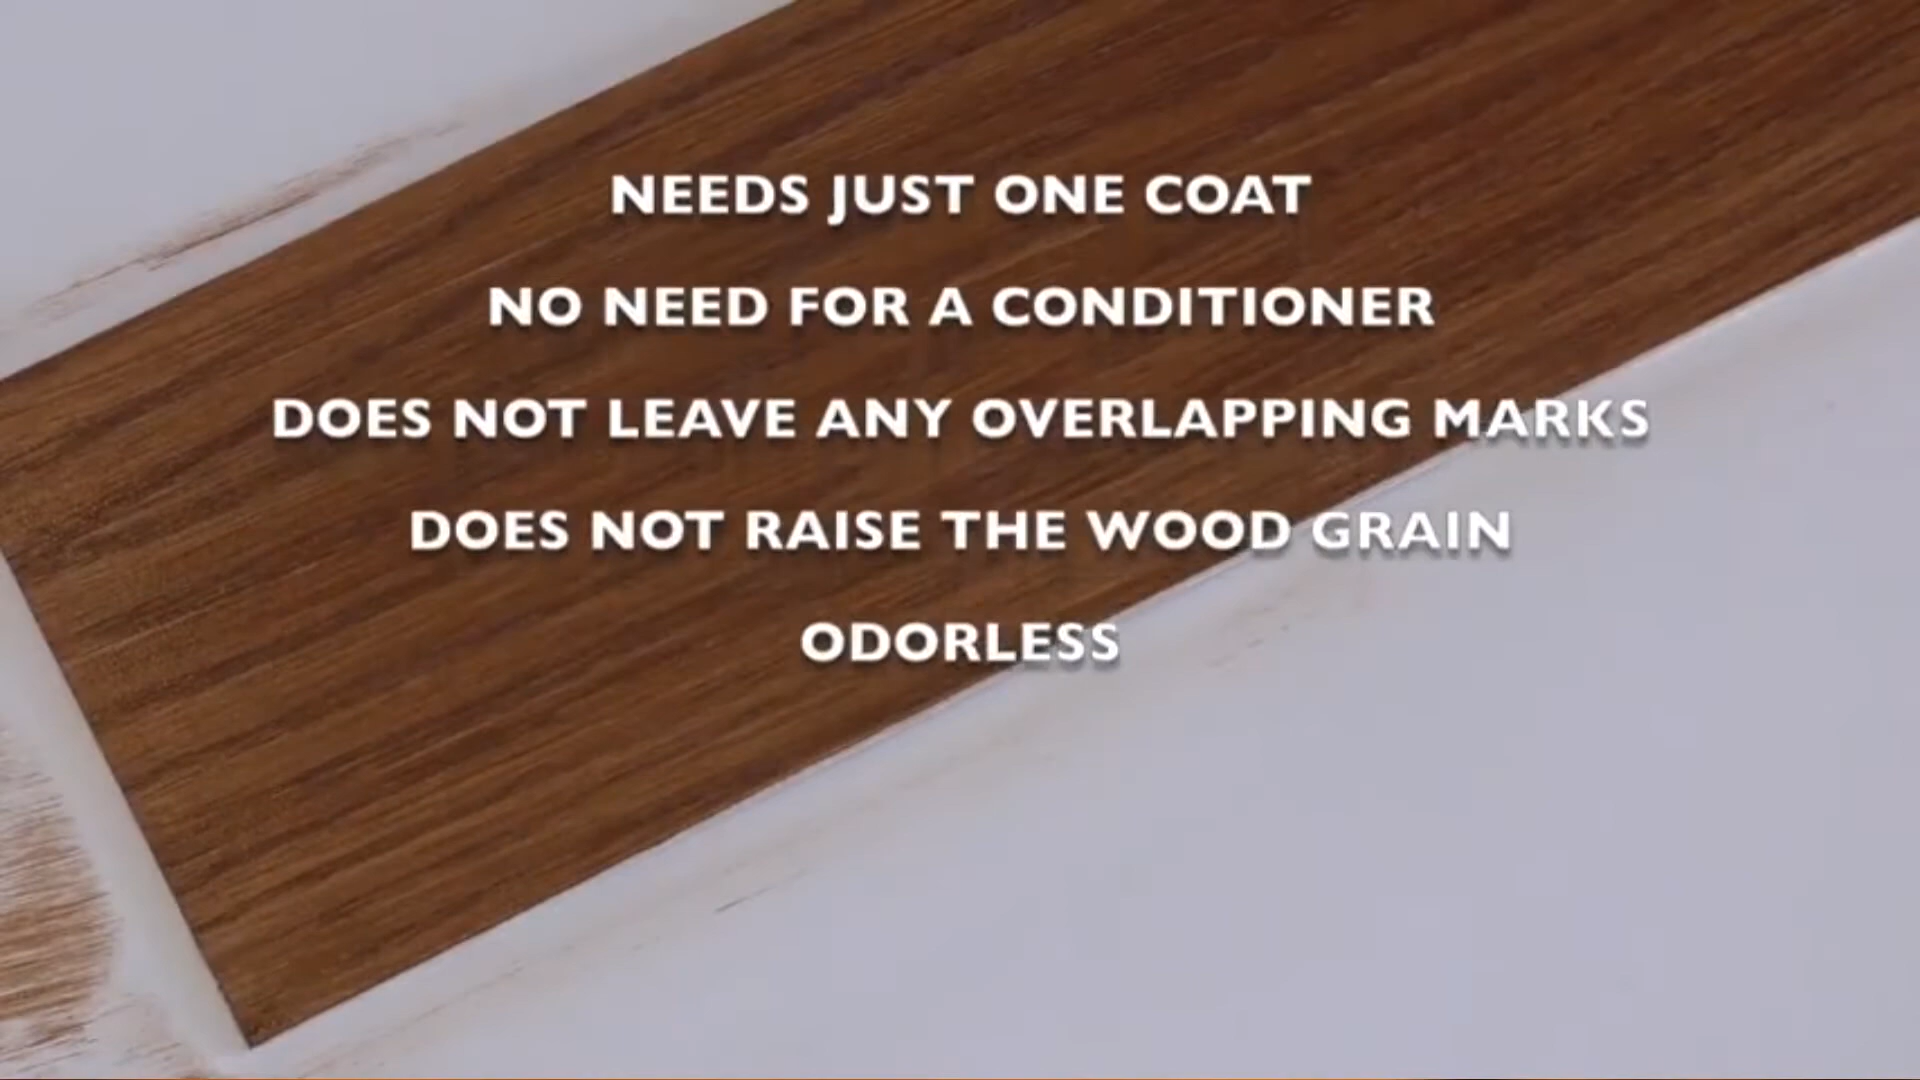 NEEDS JUST ONE COAT
NO NEED FOR A CONDITIONER
DOES NOT LEAVE ANY OVERLAPPING MARKS
DOES NOT RAISE THE WOOD GRAIN
ODORLESS